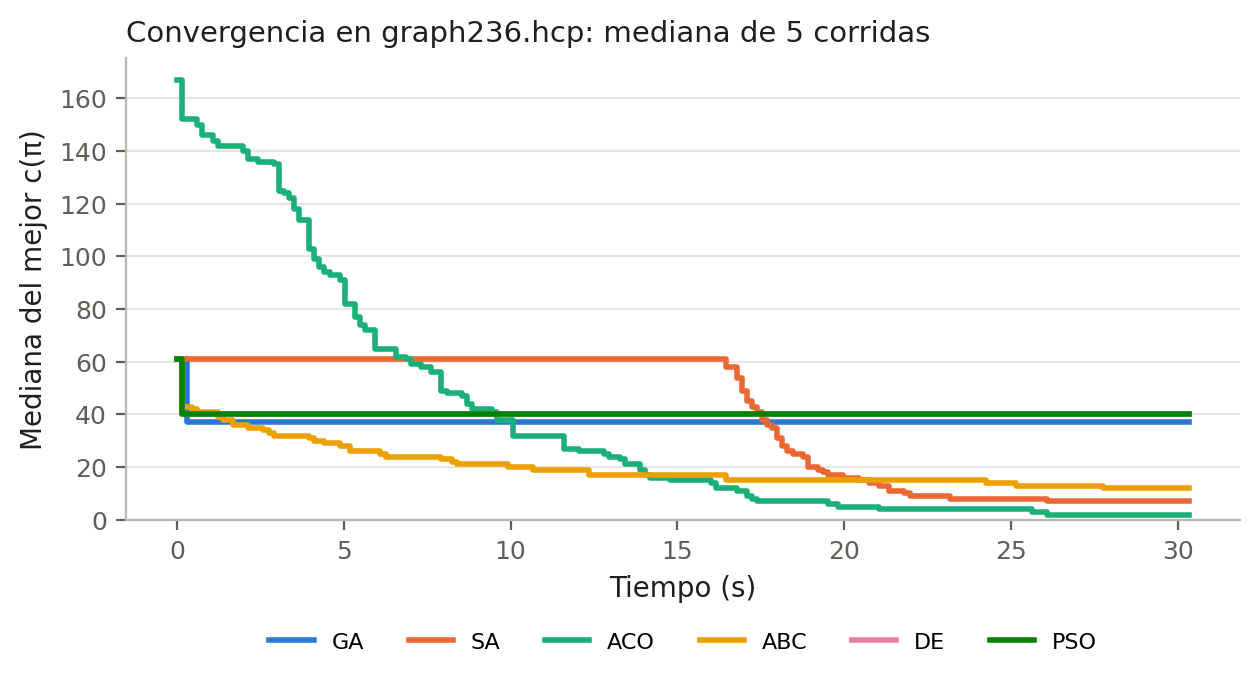 Convergencia en graph236.hcp: mediana de 5 corridas
Mediana del mejor c(π)
160
140
120
100
80
60
40
20
0
0 5 10 15 20 25 30
Tiempo (s)
GA SA ACO ABC DE PSO